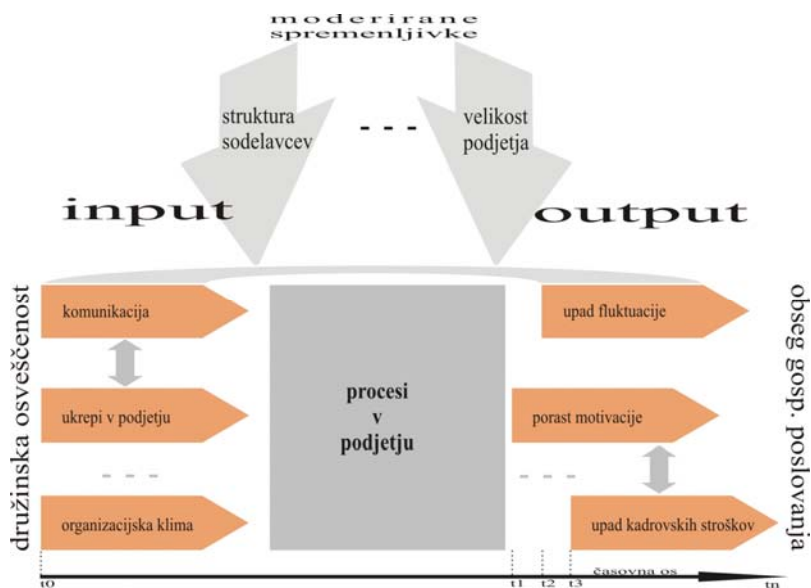 moderirane
spremenljivke
struktura
sodelavcev
- - -
velikost
podjetja
input
output
družinska osveščenost
komunikacija
ukrepi v podjetju
- - -
organizacijska klima
procesi
v
podjetju
upad fluktuacije
porast motivacije
- - -
upad kadrovskih stroškov
obseg gosp. poslovanja
časovna os
t0
t1
t2
t3
tn